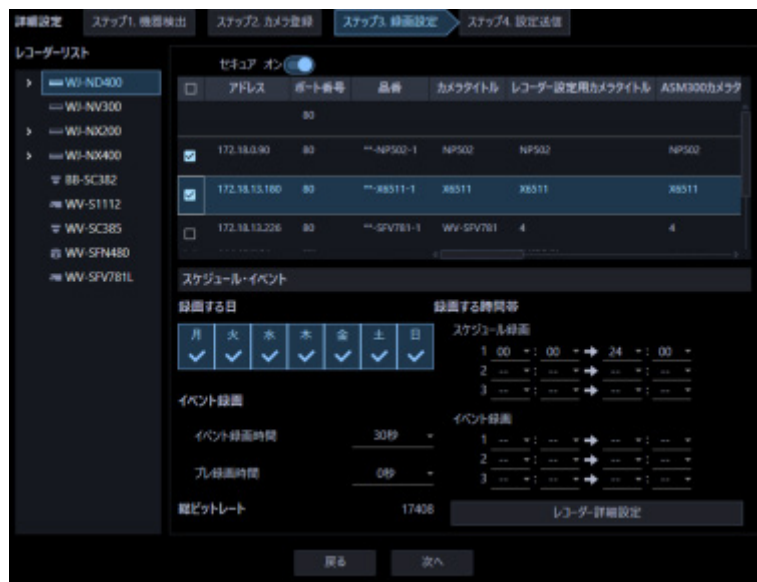 詳細設定 ステップ1. 機器検出 ステップ2. カメラ登録 ステップ3. 録画設定 ステップ4. 設定送信
レコーダーリスト
WJ-ND400
WJ-NV300
WJ-NX200
WJ-NX400
BB-SC382
WV-S1112
WV-SC385
WV-SFN480
WV-SFV781L
セキュア オン
アドレス ポート番号 品番 カメラタイトル レコーダー設定用カメラタイトル ASM300カメラタ
80
172.18.0.90 80 **-NP502-1 NP502 NP502 NP502
172.18.13.160 80 **-X6511-1 X6511 X6511 X6511
172.18.13.226 80 **-SFV781-1 WV-SFV781 4 4
スケジュール・イベント
録画する日
月 火 水 木 金 土 日
イベント録画
イベント録画時間 30秒
プレ録画時間 0秒
総ビットレート 17408
録画する時間帯
スケジュール録画
1 00 : 00 → 24 : 00
2 -- : -- → -- : --
3 -- : -- → -- : --
イベント録画
1 -- : -- → -- : --
2 -- : -- → -- : --
3 -- : -- → -- : --
レコーダー詳細設定
戻る 次へ